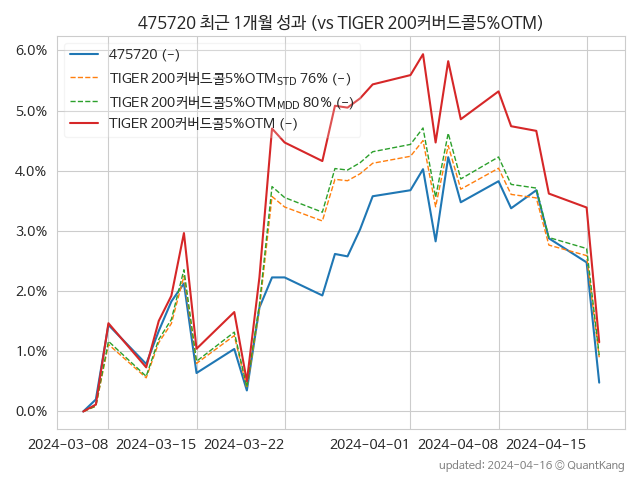 475720 최근 1개월 성과 (vs TIGER 200커버드콜5%OTM)
475720 (-)
TIGER 200커버드콜5%OTM STD 76% (-)
TIGER 200커버드콜5%OTM MDD 80% (-)
TIGER 200커버드콜5%OTM (-)
6.0%
5.0%
4.0%
3.0%
2.0%
1.0%
0.0%
2024-03-08 2024-03-15 2024-03-22 2024-04-01 2024-04-08 2024-04-15
updated: 2024-04-16 © QuantKang